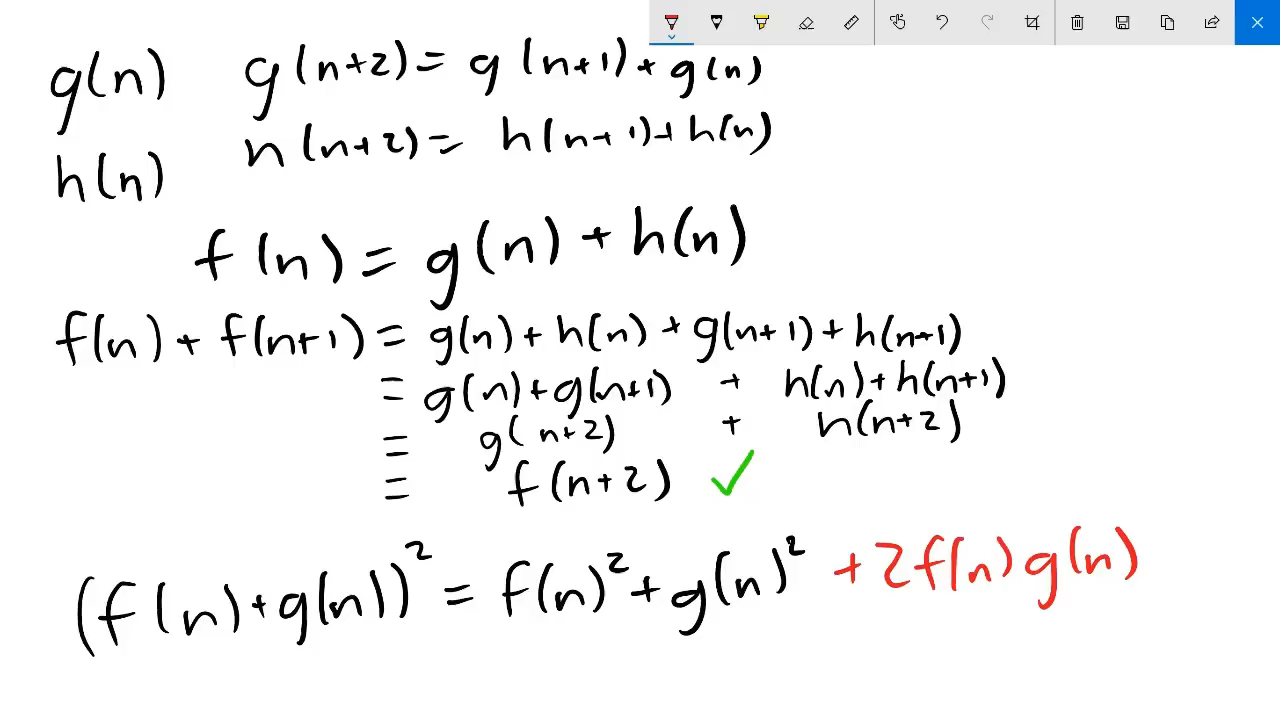 g(n) g(n+2) = g(n+1) + g(n)
h(n) h(n+2) = h(n+1) + h(n)
f(n) = g(n) + h(n)
f(n) + f(n+1) = g(n) + h(n) + g(n+1) + h(n+1)
= g(n) + g(n+1) + h(n) + h(n+1)
= g(n+2) + h(n+2)
= f(n+2) ✓
(f(n) + g(n))² = f(n)² + g(n)² + 2f(n)g(n)